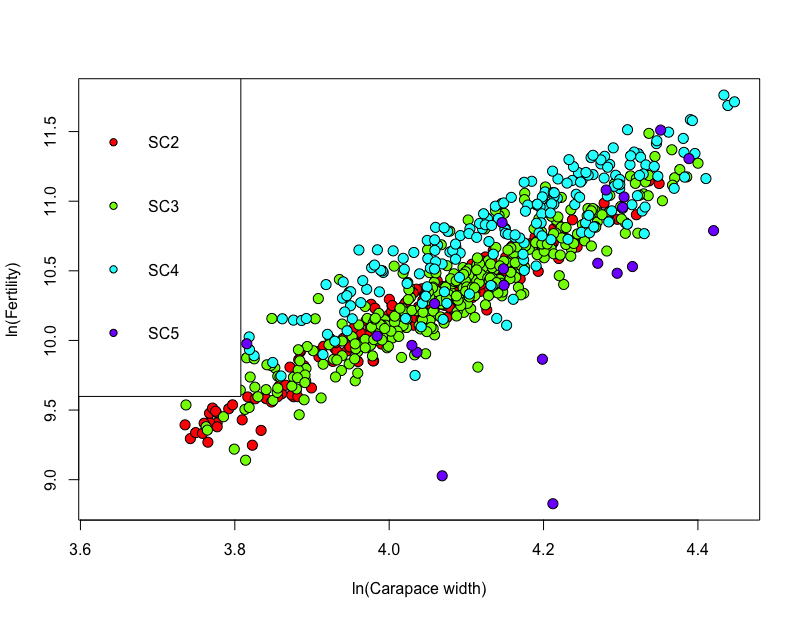 SC2
SC3
SC4
SC5
ln(Fertility)
11.5
11.0
10.5
10.0
9.5
9.0
3.6 3.8 4.0 4.2 4.4
ln(Carapace width)